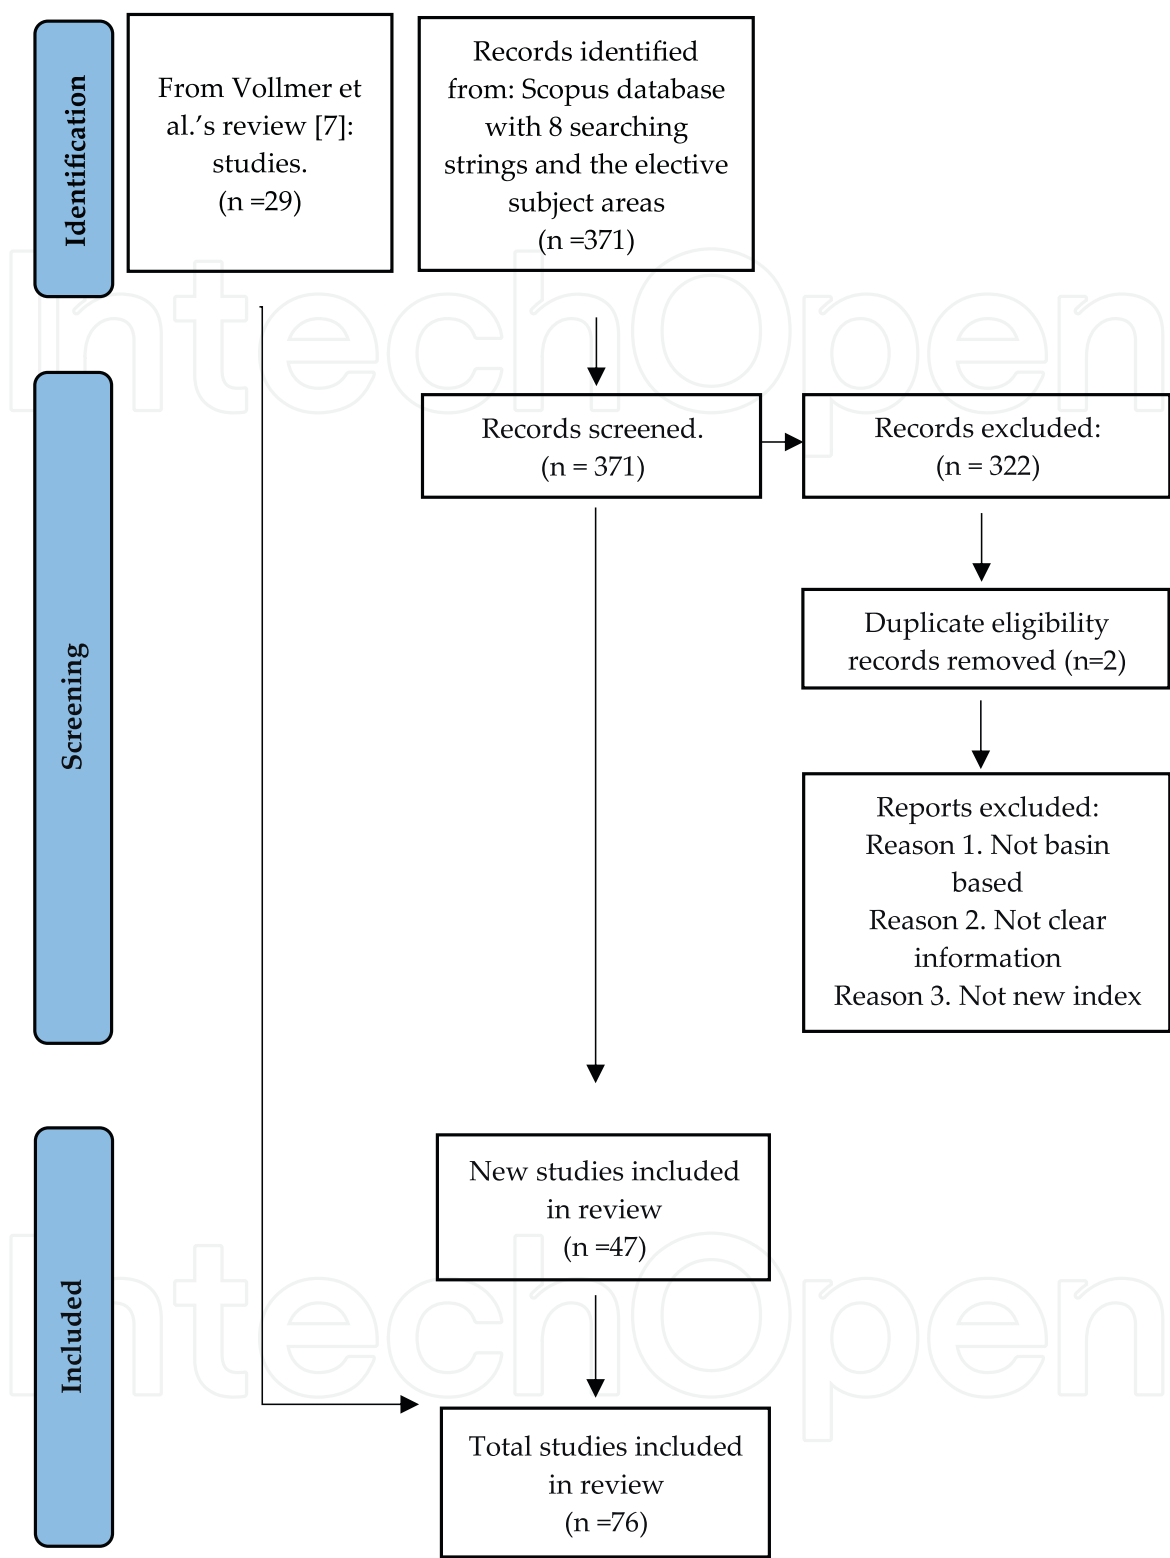 Identification
From Vollmer et
al.’s review [7]:
studies.
(n =29)
Records identified
from: Scopus database
with 8 searching
strings and the elective
subject areas
(n =371)
Screening
Records screened.
(n = 371)
Records excluded:
(n = 322)
Duplicate eligibility
records removed (n=2)
Reports excluded:
Reason 1. Not basin
based
Reason 2. Not clear
information
Reason 3. Not new index
Included
New studies included
in review
(n =47)
Total studies included
in review
(n =76)
IntechOpen
IntechOpen